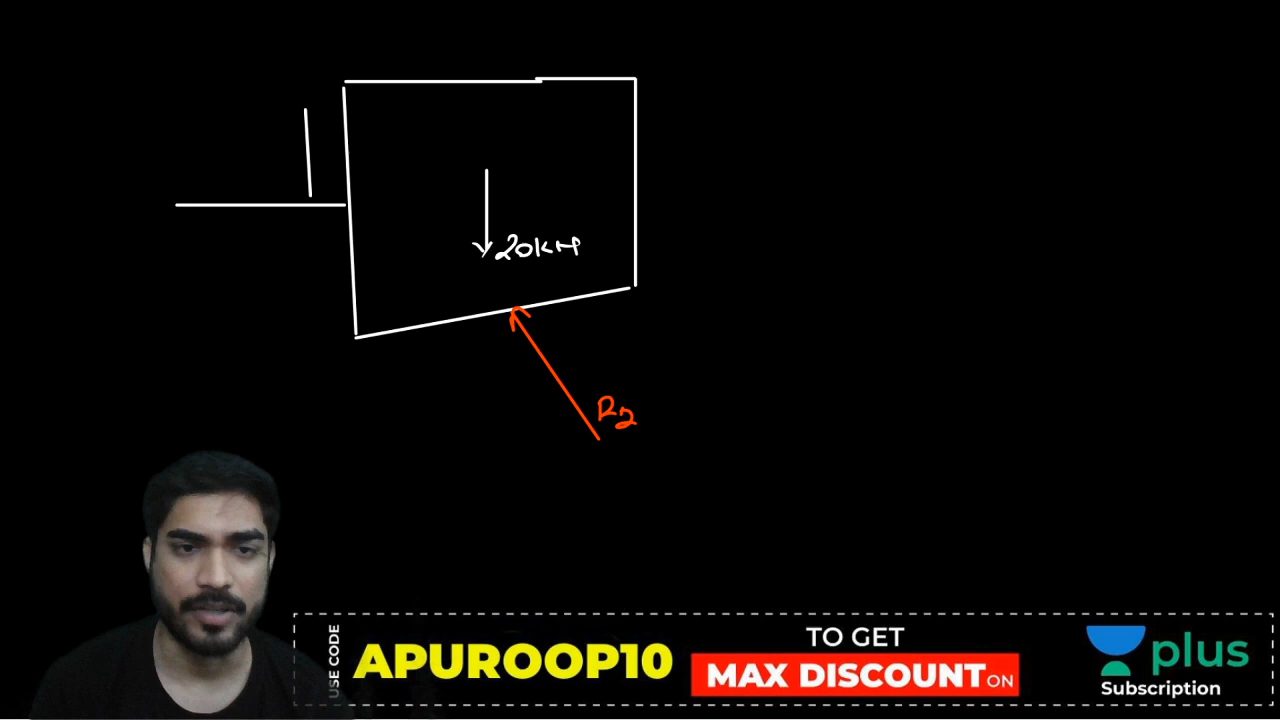 20KN
R2
USE CODE
APUROOP10
TO GET
MAX DISCOUNT ON
plus
Subscription